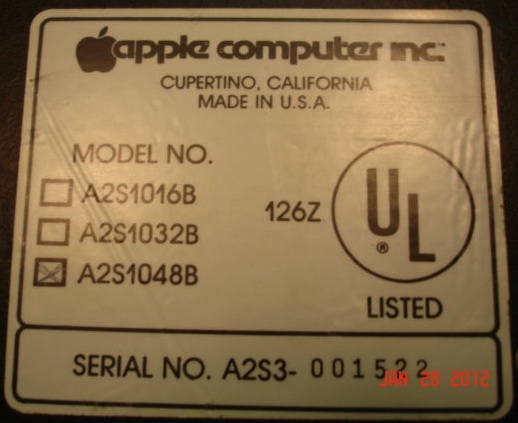 apple computer inc.™
CUPERTINO, CALIFORNIA
MADE IN U.S.A.
MODEL NO.
A2S1016B
A2S1032B
A2S1048B
126Z
UL
®
LISTED
SERIAL NO. A2S3- 001522
JAN 28 2012